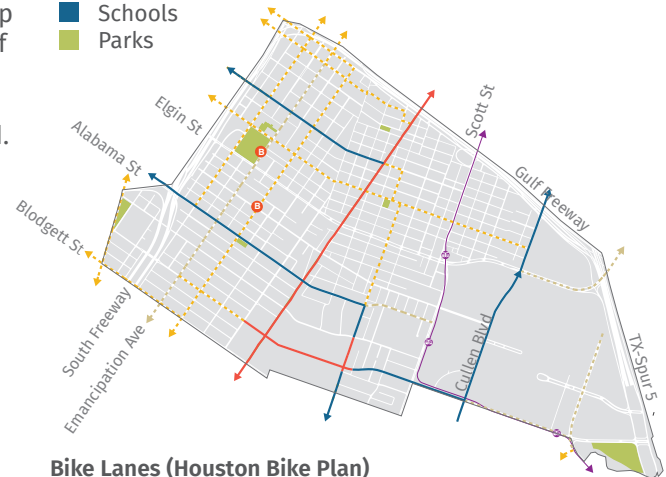 p
f
l.
Schools
Parks
Elgin St
Alabama St
Blodgett St
South Freeway
Emancipation Ave
Scott St
Gulf Freeway
Cullen Blvd
TX-Spur 5
B
B
Bike Lanes (Houston Bike Plan)